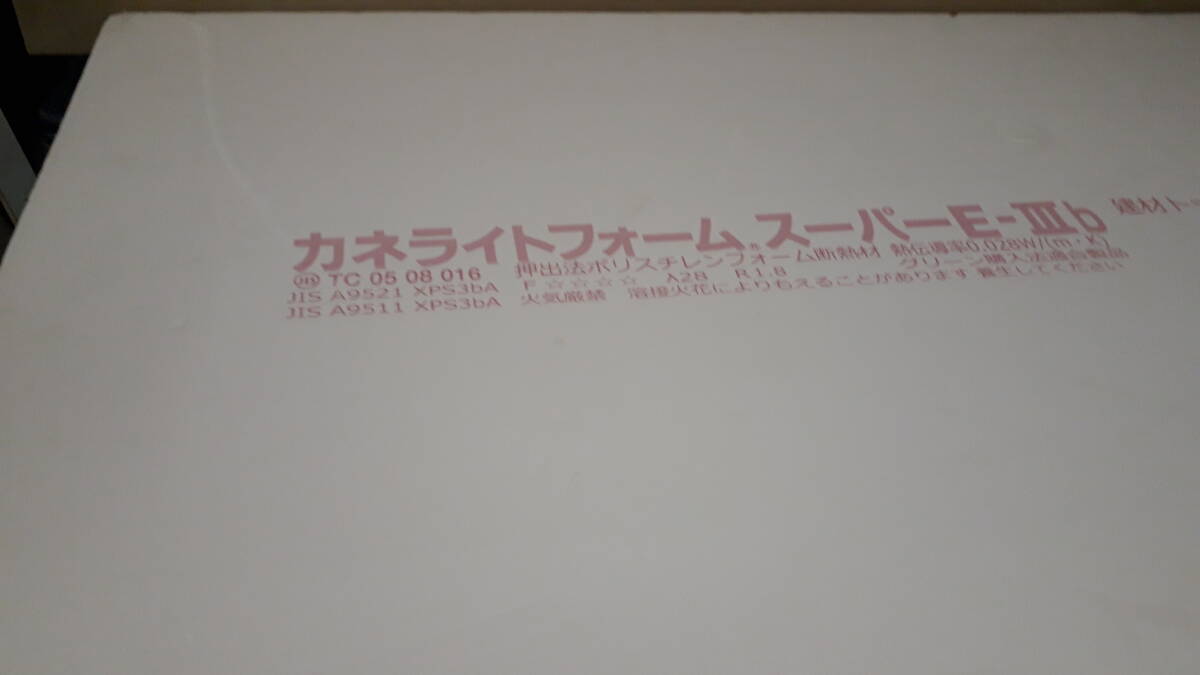 カネライトフォーム® スーパーE-Ⅲb 建材ト
JIS TC 05 08 016 押出法ポリスチレンフォーム断熱材 熱伝導率0.028W/(m・K)
JIS A9521 XPS3bA F☆☆☆☆ λ28 R1.8 グリーン購入法適合製品
JIS A9511 XPS3bA 火気厳禁 溶接火花によりもえることがあります 養生してください